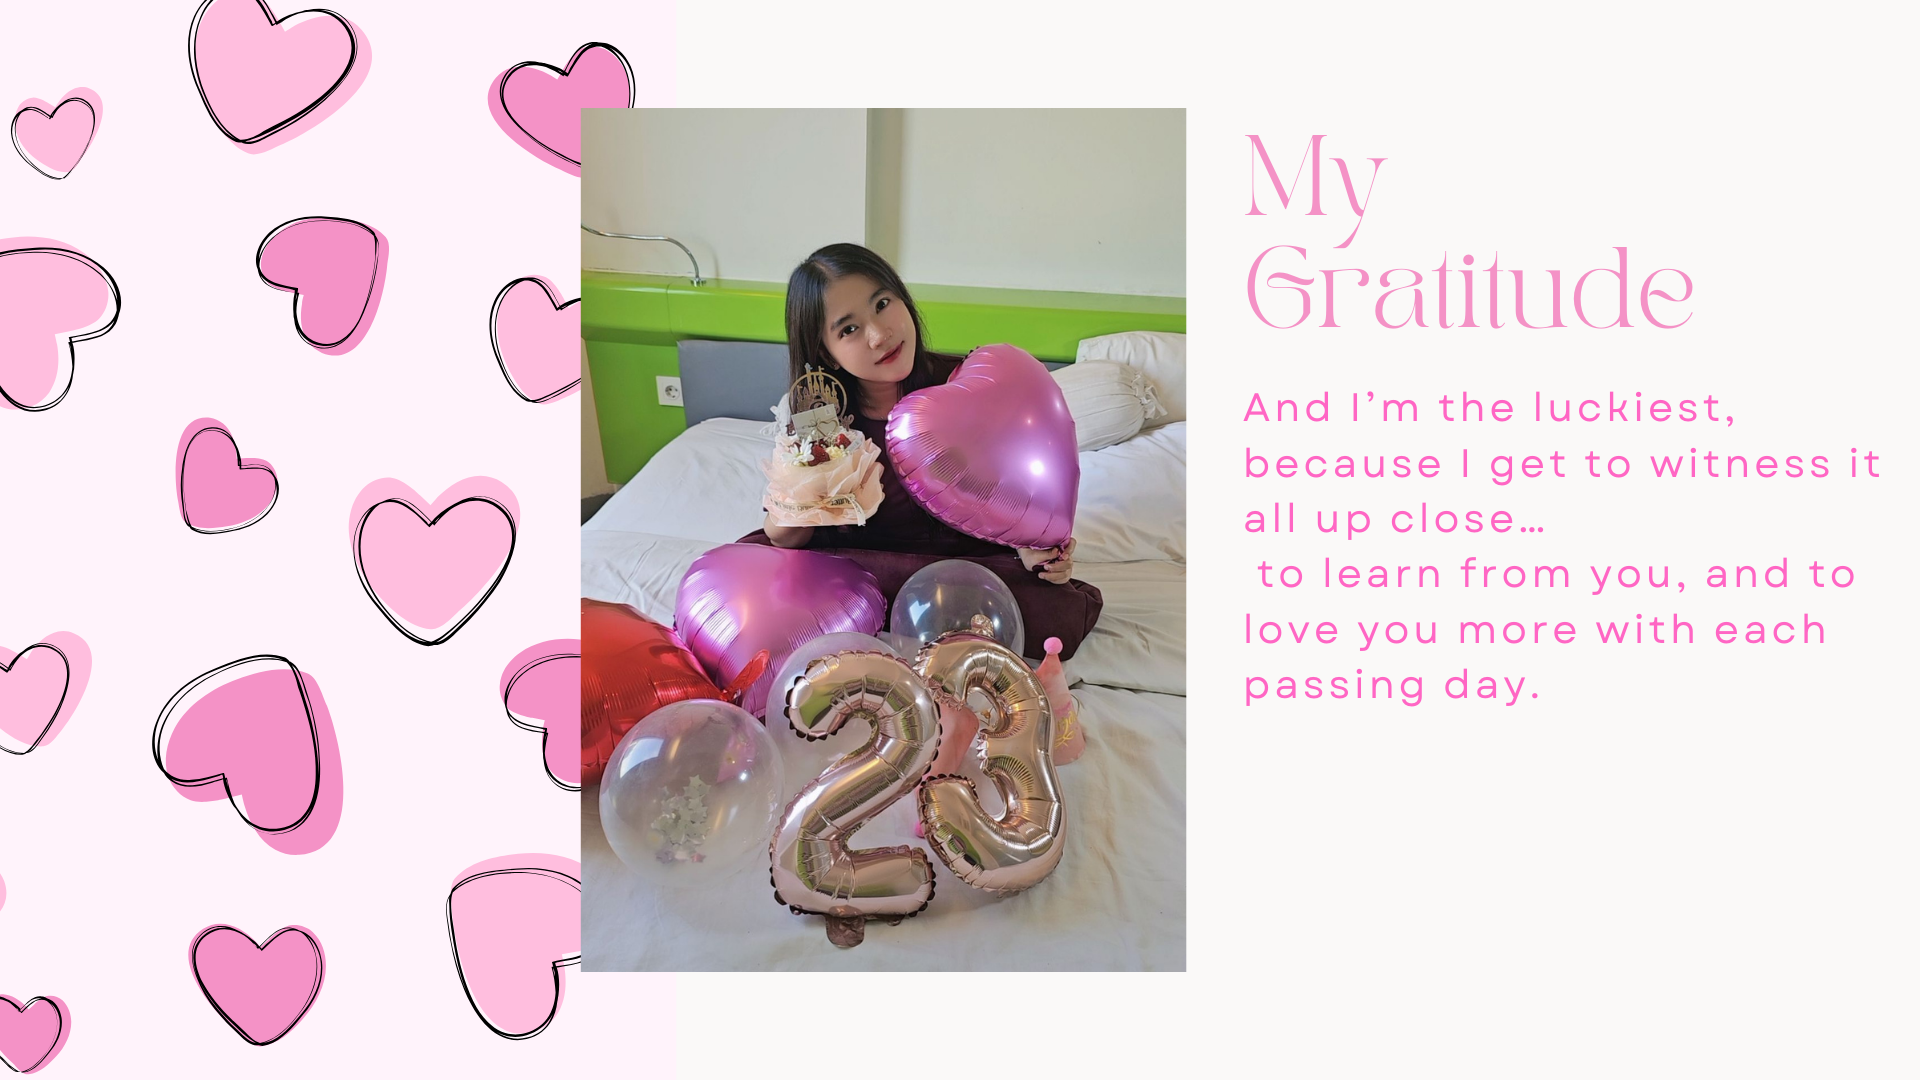 My
Gratitude
And I’m the luckiest,
because I get to witness it
all up close…
to learn from you, and to
love you more with each
passing day.
23